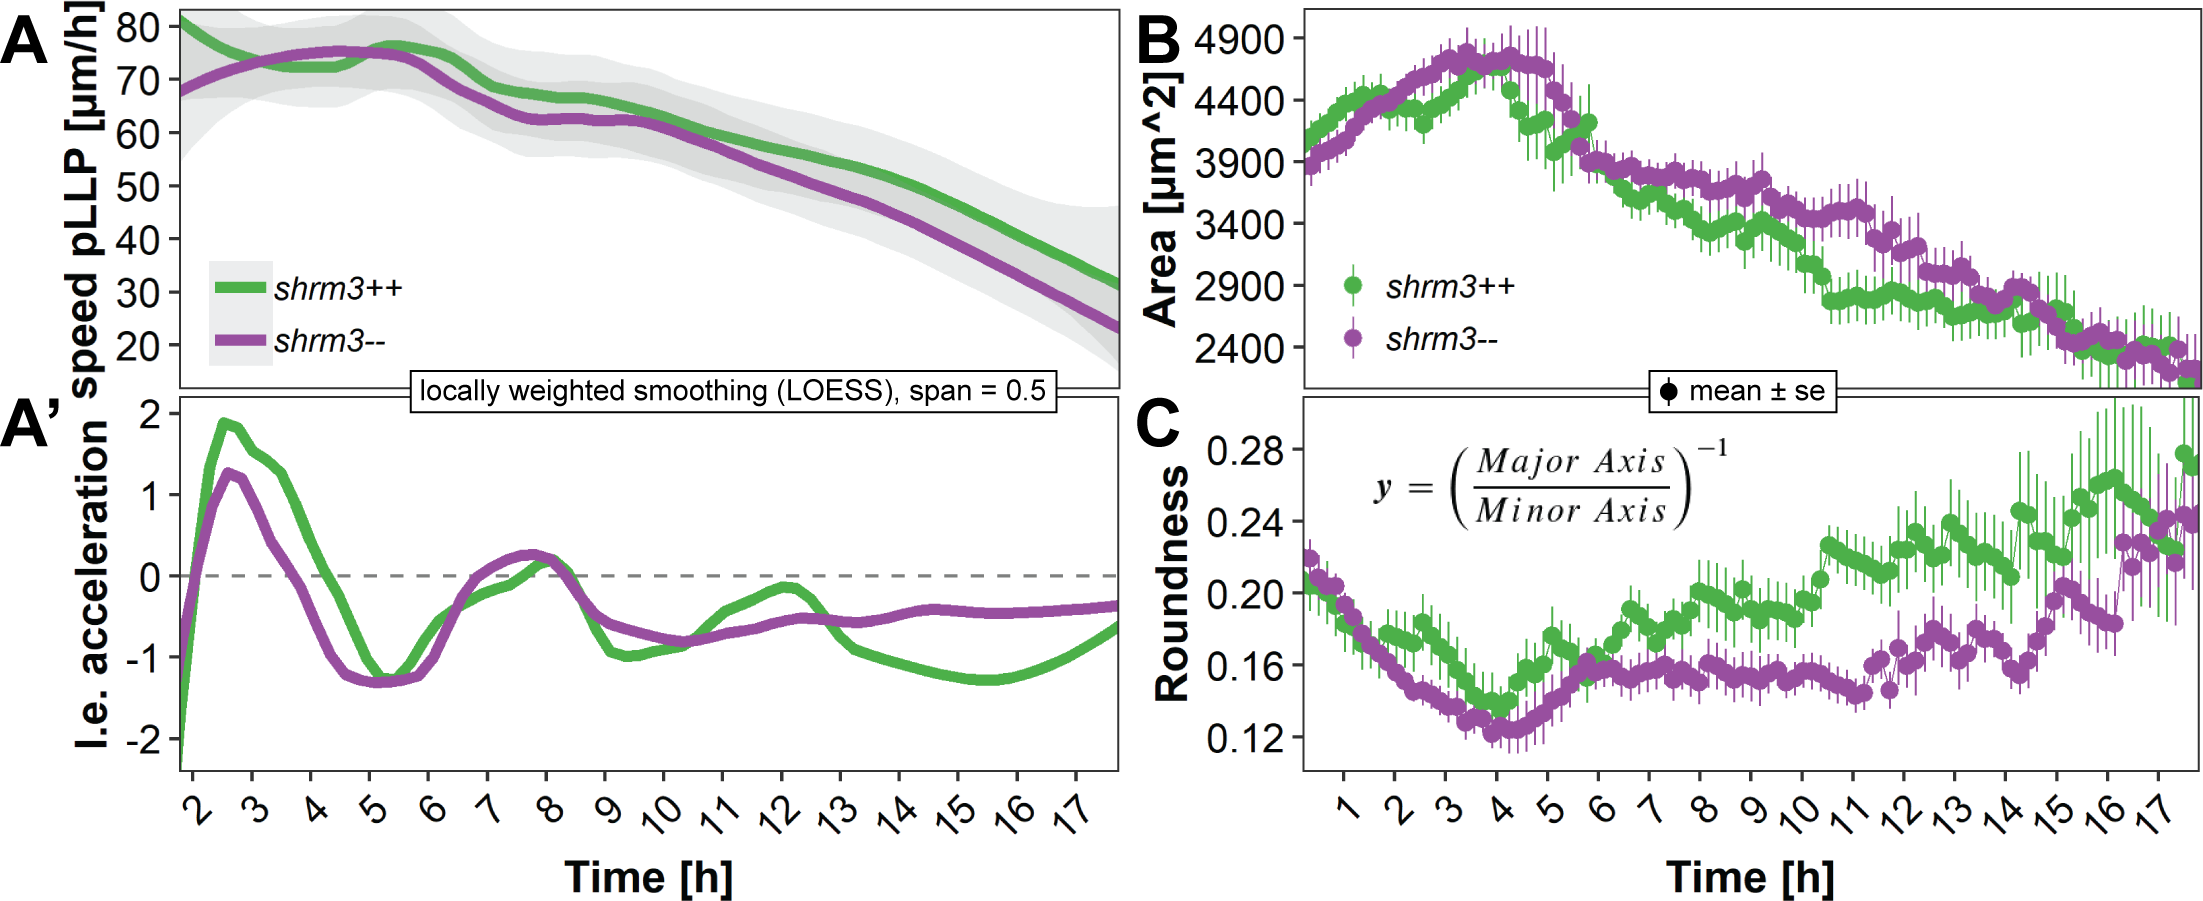 A
speed pLLP [µm/h]
80
70
60
50
40
30
20
shrm3++
shrm3--
locally weighted smoothing (LOESS), span = 0.5
A’
l.e. acceleration
2
1
0
-1
-2
2 3 4 5 6 7 8 9 10 11 12 13 14 15 16 17
Time [h]
B
Area [µm^2]
4900
4400
3900
3400
2900
2400
shrm3++
shrm3--
mean ± se
C
Roundness
0.28
0.24
0.20
0.16
0.12
y = (Major Axis / Minor Axis)⁻¹
1 2 3 4 5 6 7 8 9 10 11 12 13 14 15 16 17
Time [h]